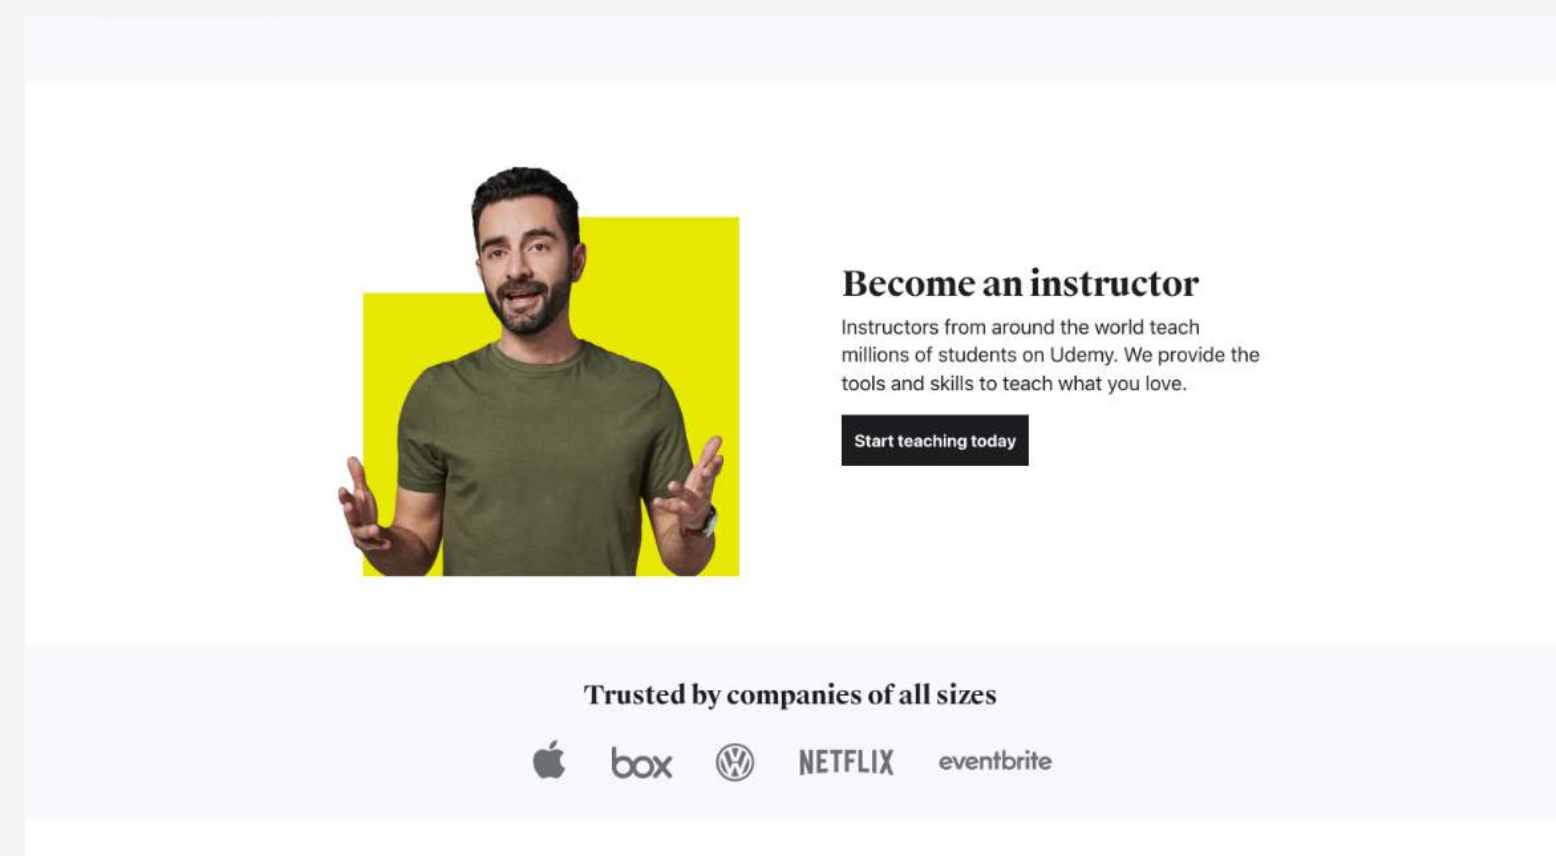 Become an instructor
Instructors from around the world teach
millions of students on Udemy. We provide the
tools and skills to teach what you love.
Start teaching today
Trusted by companies of all sizes
box
NETFLIX
eventbrite